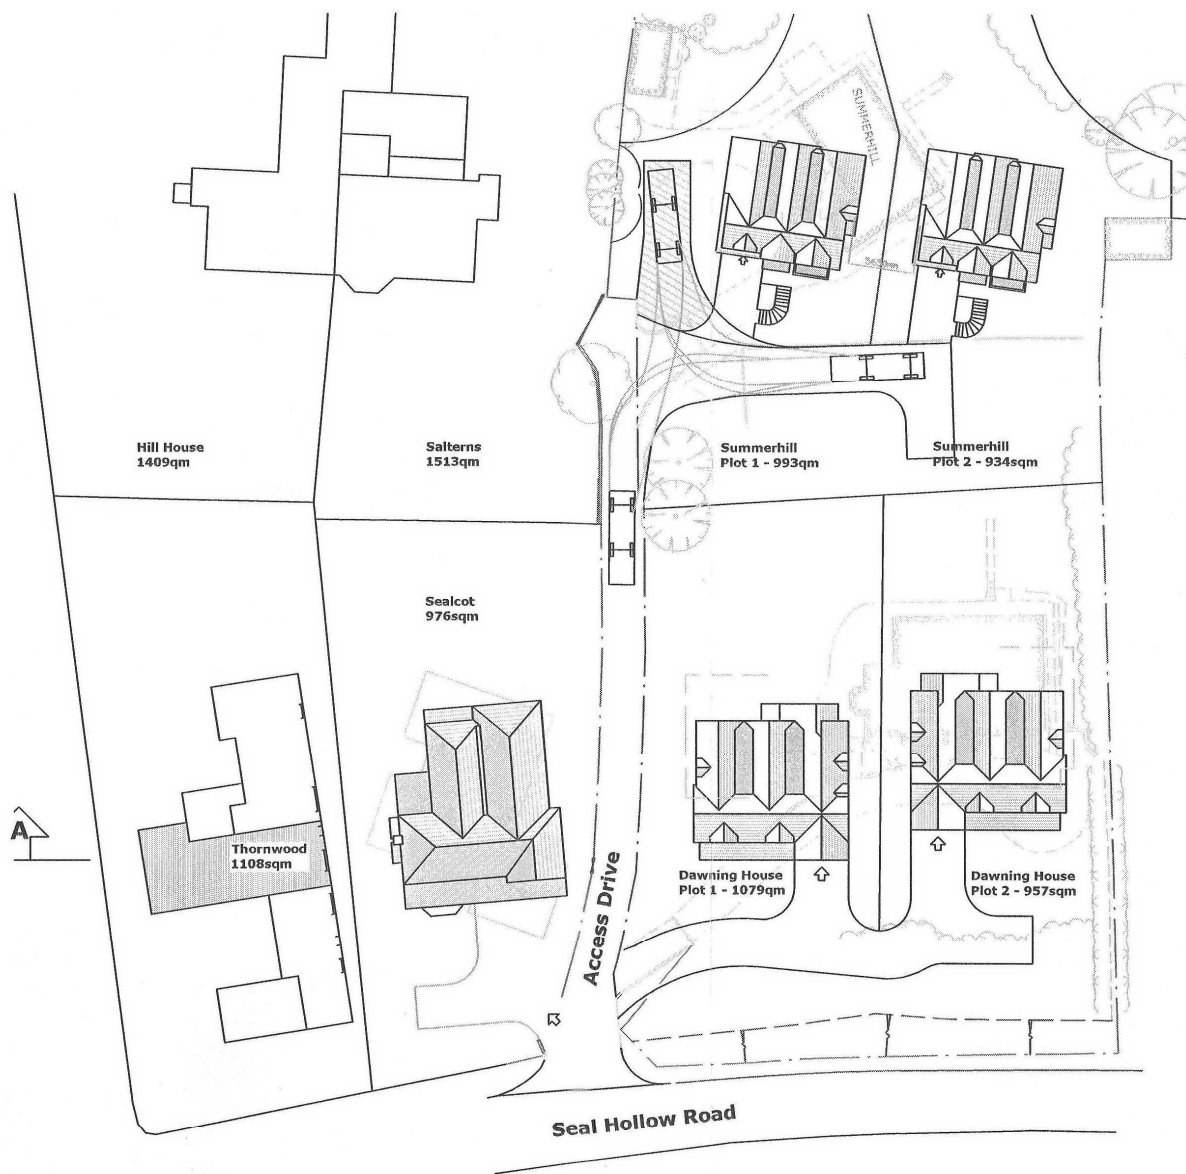 SUMMERHILL
Hill House
1409qm
Salterns
1513qm
Summerhill
Plot 1 - 993qm
Summerhill
Plot 2 - 934sqm
Sealcot
976sqm
A
Thornwood
1108sqm
Access Drive
Dawning House
Plot 1 - 1079qm
Dawning House
Plot 2 - 957sqm
Seal Hollow Road